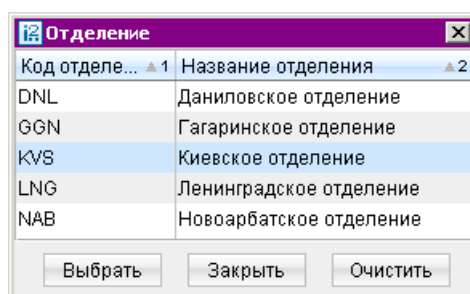 Отделение
Код отделе... 1 Название отделения 2
DNL Даниловское отделение
GGN Гагаринское отделение
KVS Киевское отделение
LNG Ленинградское отделение
NAB Новоарбатское отделение
Выбрать Закрыть Очистить